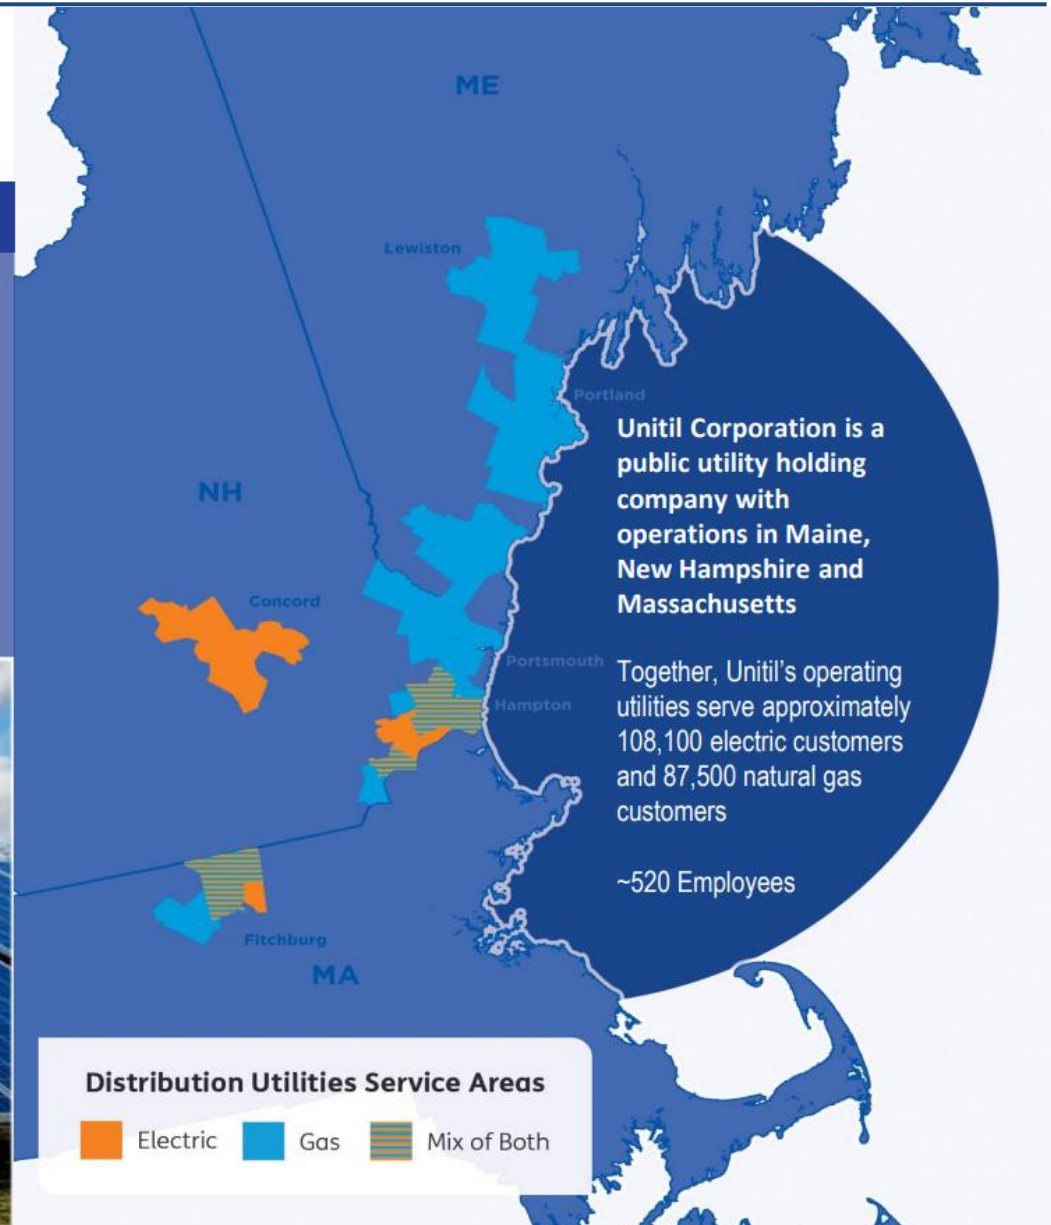 ME
Lewiston
Portland
Unitil Corporation is a
public utility holding
company with
operations in Maine,
New Hampshire and
Massachusetts
NH
Concord
Portsmouth
Hampton
Together, Unitil’s operating
utilities serve approximately
108,100 electric customers
and 87,500 natural gas
customers
~520 Employees
Fitchburg
MA
Distribution Utilities Service Areas
Electric
Gas
Mix of Both